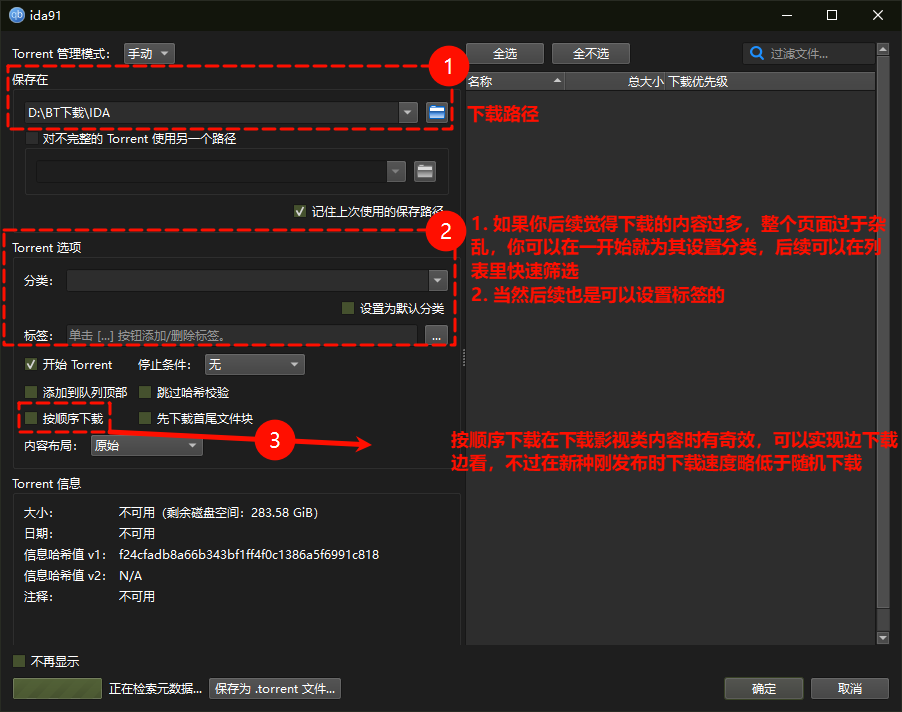 ida91
Torrent 管理模式： 手动
全选 全不选 过滤文件...
1
保存在
名称 总大小 下载优先级
D:\BT下载\IDA
下载路径
对不完整的 Torrent 使用另一个路径
记住上次使用的保存路径
2
1. 如果你后续觉得下载的内容过多，整个页面过于杂
乱，你可以在一开始就为其设置分类，后续可以在列
表里快速筛选
2. 当然后续也是可以设置标签的
Torrent 选项
分类：
设置为默认分类
标签： 单击 [...] 按钮添加/删除标签。 ...
开始 Torrent 停止条件： 无
添加到队列顶部 跳过哈希校验
按顺序下载 先下载首尾文件块
3
内容布局： 原始
按顺序下载在下载影视类内容时有奇效，可以实现边下载
边看，不过在新种刚发布时下载速度略低于随机下载
Torrent 信息
大小： 不可用（剩余磁盘空间：283.58 GiB）
日期： 不可用
信息哈希值 v1： f24cfadb8a66b343bf1ff4f0c1386a5f6991c818
信息哈希值 v2： N/A
注释： 不可用
不再显示
正在检索元数据... 保存为 .torrent 文件... 确定 取消